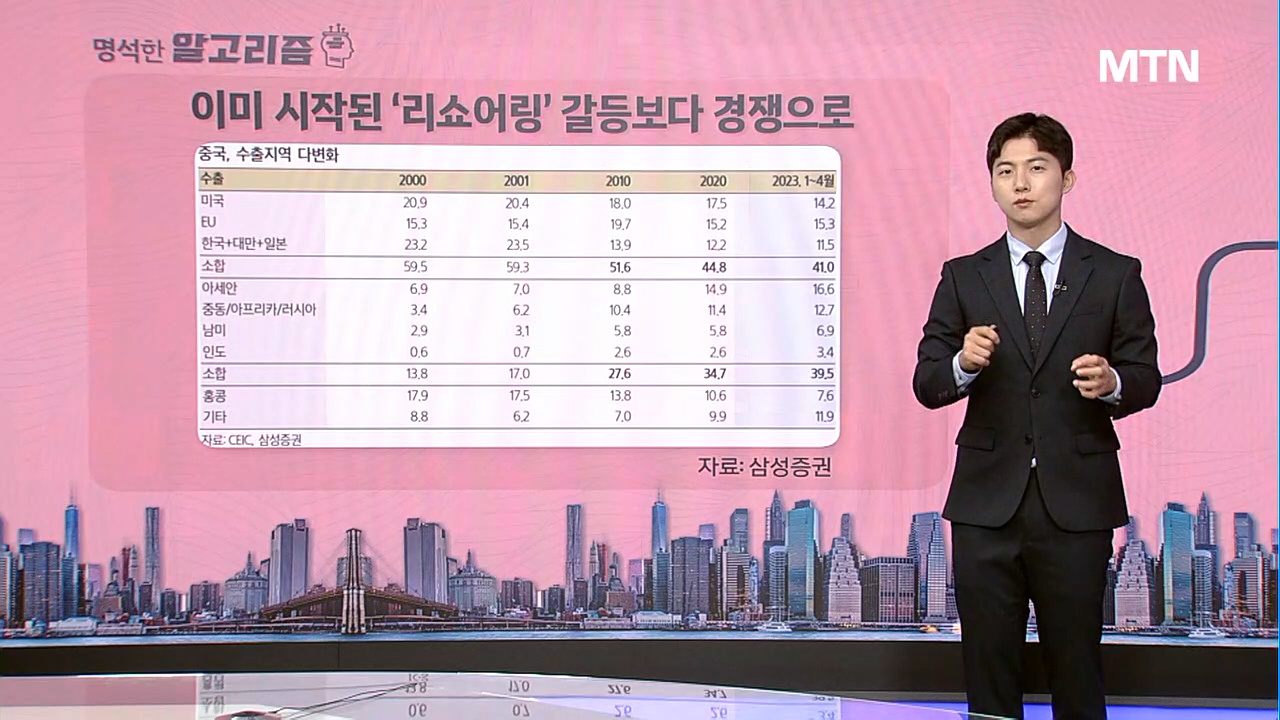 명석한 알고리즘
MTN
이미 시작된 ‘리쇼어링’ 갈등보다 경쟁으로
중국, 수출지역 다변화
수출 2000 2001 2010 2020 2023, 1~4월
미국 20.9 20.4 18.0 17.5 14.2
EU 15.3 15.4 19.7 15.2 15.3
한국+대만+일본 23.2 23.5 13.9 12.2 11.5
소합 59.5 59.3 51.6 44.8 41.0
아세안 6.9 7.0 8.8 14.9 16.6
중동/아프리카/러시아 3.4 6.2 10.4 11.4 12.7
남미 2.9 3.1 5.8 5.8 6.9
인도 0.6 0.7 2.6 2.6 3.4
소합 13.8 17.0 27.6 34.7 39.5
홍콩 17.9 17.5 13.8 10.6 7.6
기타 8.8 6.2 7.0 9.9 11.9
자료: CEIC, 삼성증권
자료: 삼성증권